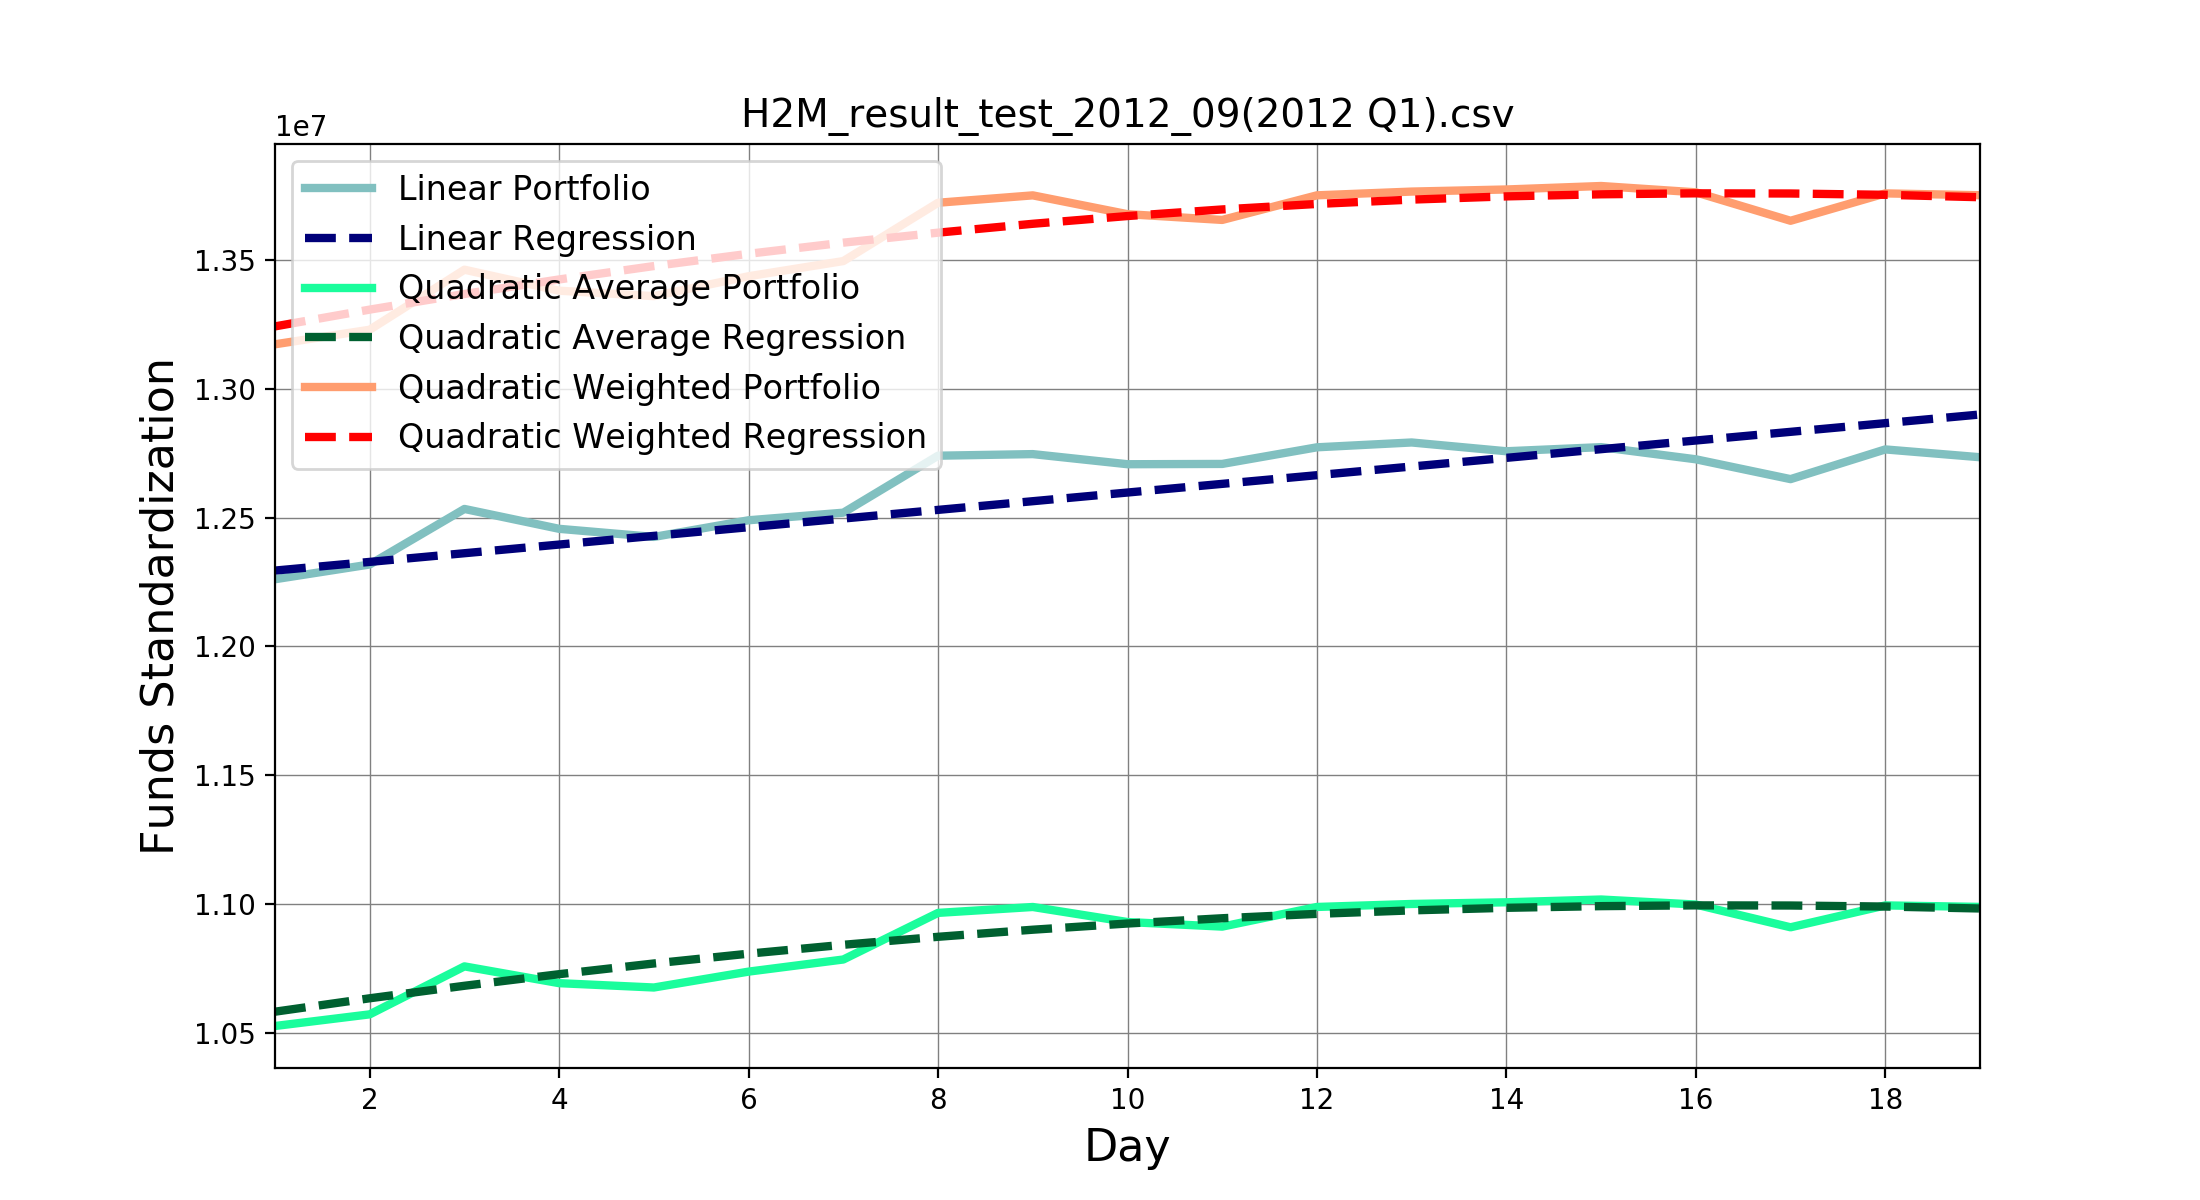 H2M_result_test_2012_09(2012 Q1).csv
1e7
Linear Portfolio
Linear Regression
Quadratic Average Portfolio
Quadratic Average Regression
Quadratic Weighted Portfolio
Quadratic Weighted Regression
1.35
1.30
1.25
1.20
1.15
1.10
1.05
Funds Standardization
2 4 6 8 10 12 14 16 18
Day